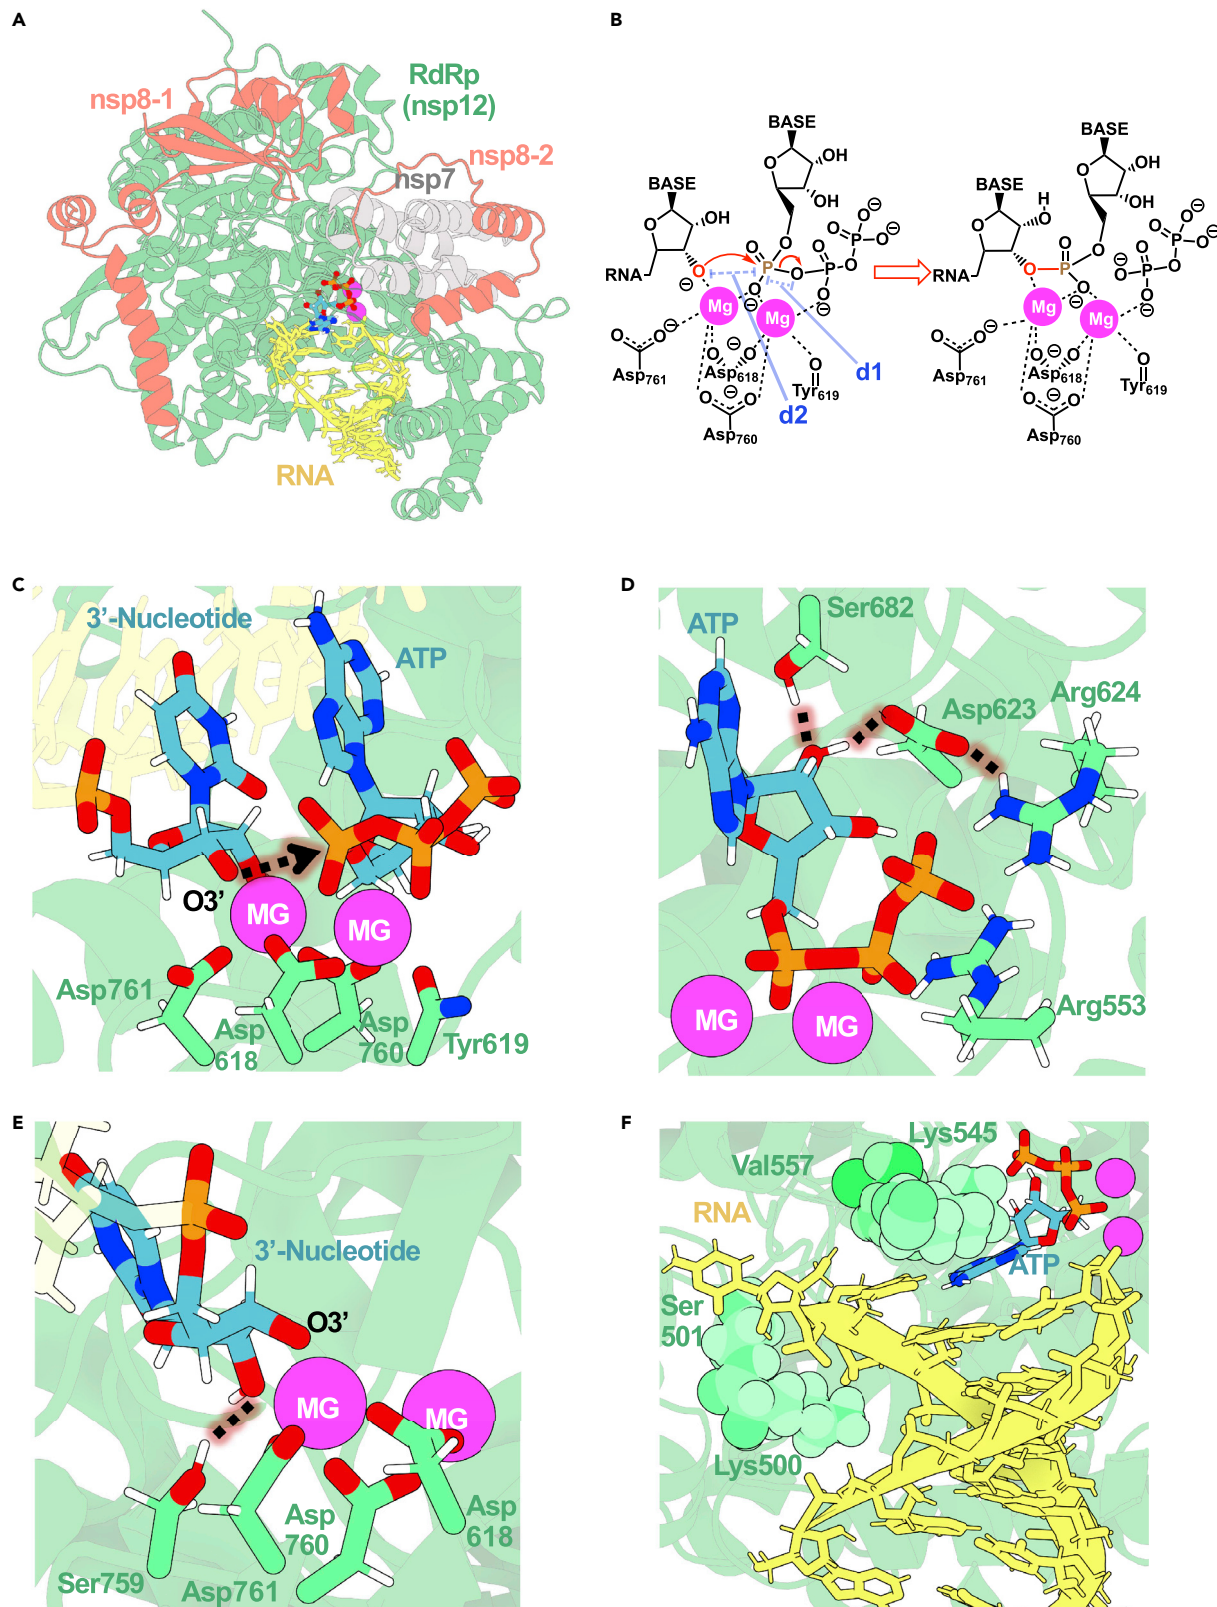 A
RdRp
(nsp12)
nsp8-1
nsp8-2
nsp7
RNA
B
BASE
O
OH
OH
BASE
O
OH
RNA
O
⊖
O
P
O
O
O
P
O
O
P
O⊖
O
O⊖
⊖
Mg
Mg
O
O⊖
Asp761
O
⊖
O
Asp618
O
Tyr619
O
⊖
O
Asp760
d1
d2
BASE
O
OH
OH
BASE
O
H
O
RNA
O
O
P
O
O
O
P
O⊖
O⊖
O
P
O
O⊖
⊖
Mg
Mg
O
O⊖
Asp761
O
⊖
O
Asp618
O
Tyr619
O
⊖
O
Asp760
C
3'-Nucleotide
ATP
O3'
MG
MG
Asp761
Asp
618
Asp
760
Tyr619
D
Ser682
ATP
Asp623
Arg624
Arg553
MG
MG
E
3'-Nucleotide
O3'
MG
MG
Asp
760
Asp
618
Ser759
Asp761
F
Lys545
Val557
RNA
ATP
Ser
501
Lys500